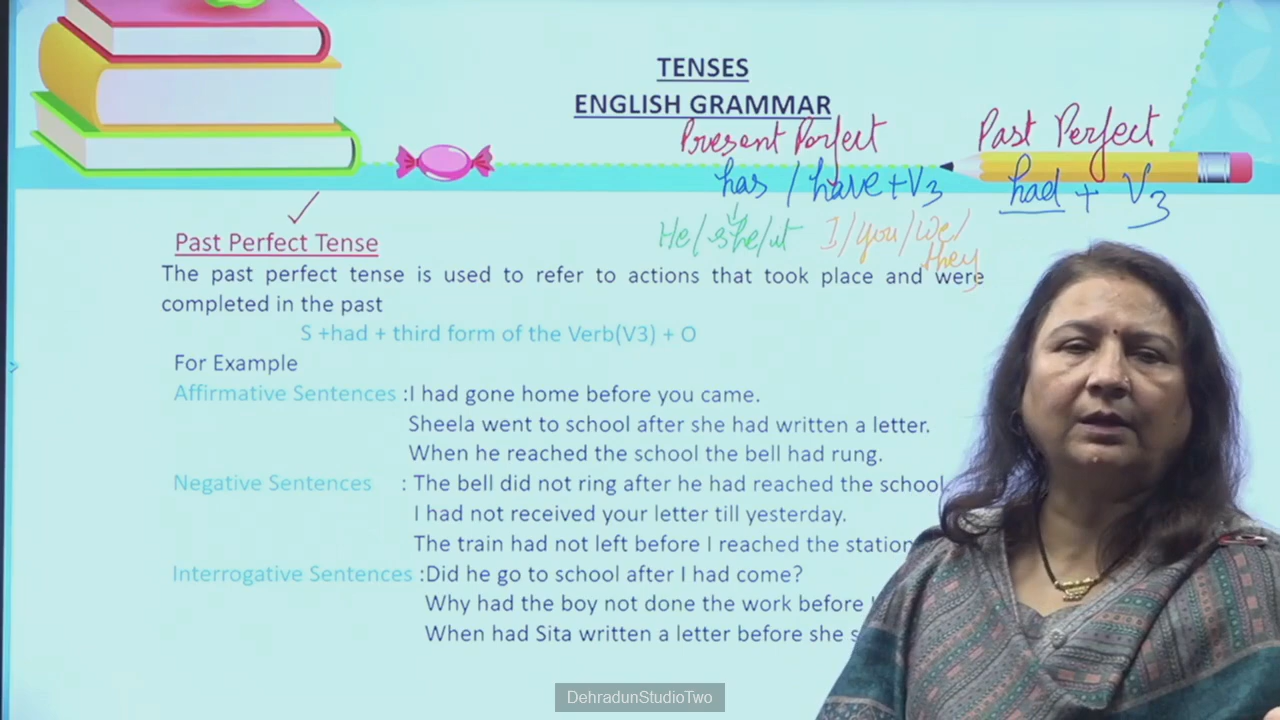 TENSES
ENGLISH GRAMMAR
Present Perfect
Past Perfect
has / have + V3
had + V3
He/she/it I/you/we/
they
Past Perfect Tense
The past perfect tense is used to refer to actions that took place and were
completed in the past
S +had + third form of the Verb(V3) + O
For Example
Affirmative Sentences :I had gone home before you came.
Sheela went to school after she had written a letter.
When he reached the school the bell had rung.
Negative Sentences : The bell did not ring after he had reached the school
I had not received your letter till yesterday.
The train had not left before I reached the station
Interrogative Sentences :Did he go to school after I had come?
Why had the boy not done the work before
When had Sita written a letter before she
DehradunStudioTwo